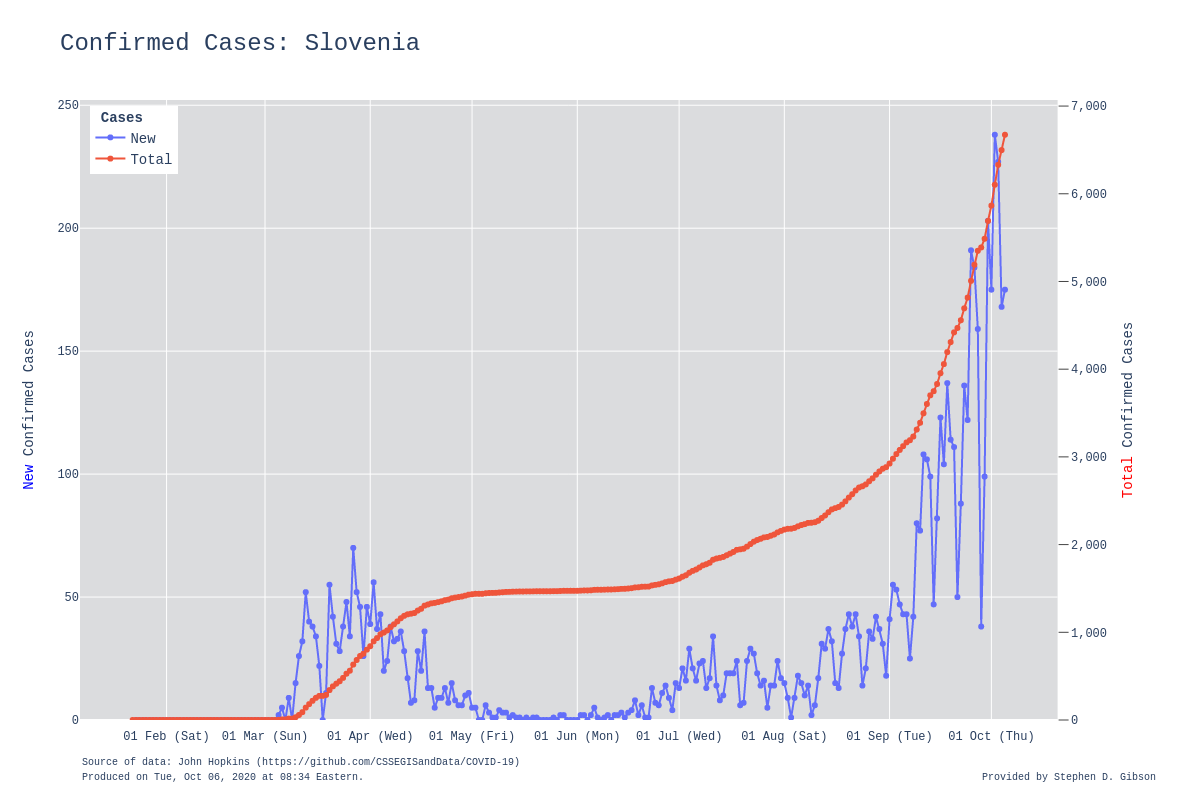 Confirmed Cases: Slovenia
Cases
New
Total
250
200
150
100
50
0
7,000
6,000
5,000
4,000
3,000
2,000
1,000
0
New Confirmed Cases
Total Confirmed Cases
01 Feb (Sat) 01 Mar (Sun) 01 Apr (Wed) 01 May (Fri) 01 Jun (Mon) 01 Jul (Wed) 01 Aug (Sat) 01 Sep (Tue) 01 Oct (Thu)
Source of data: John Hopkins (https://github.com/CSSEGISandData/COVID-19)
Produced on Tue, Oct 06, 2020 at 08:34 Eastern.
Provided by Stephen D. Gibson